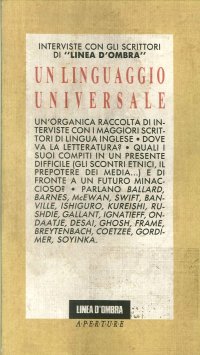 INTERVISTE CON GLI SCRITTORI
DI "LINEA D'OMBRA"
UN LINGUAGGIO
UNIVERSALE
UN'ORGANICA RACCOLTA DI IN-
TERVISTE CON I MAGGIORI SCRIT-
TORI DI LINGUA INGLESE • DOVE
VA LA LETTERATURA? • QUALI I
SUOI COMPITI IN UN PRESENTE
DIFFICILE (GLI SCONTRI ETNICI, IL
PREPOTERE DEI MEDIA...) E DI
FRONTE A UN FUTURO MINAC-
CIOSO? • PARLANO BALLARD,
BARNES, McEWAN, SWIFT, BAN-
VILLE, ISHIGURO, KUREISHI, RU-
SHDIE, GALLANT, IGNATIEFF, ON-
DAATJE, DESAI, GHOSH, FRAME,
BREYTENBACH, COETZEE, GORDI-
MER, SOYINKA.
LINEA D'OMBRA
APERTURE